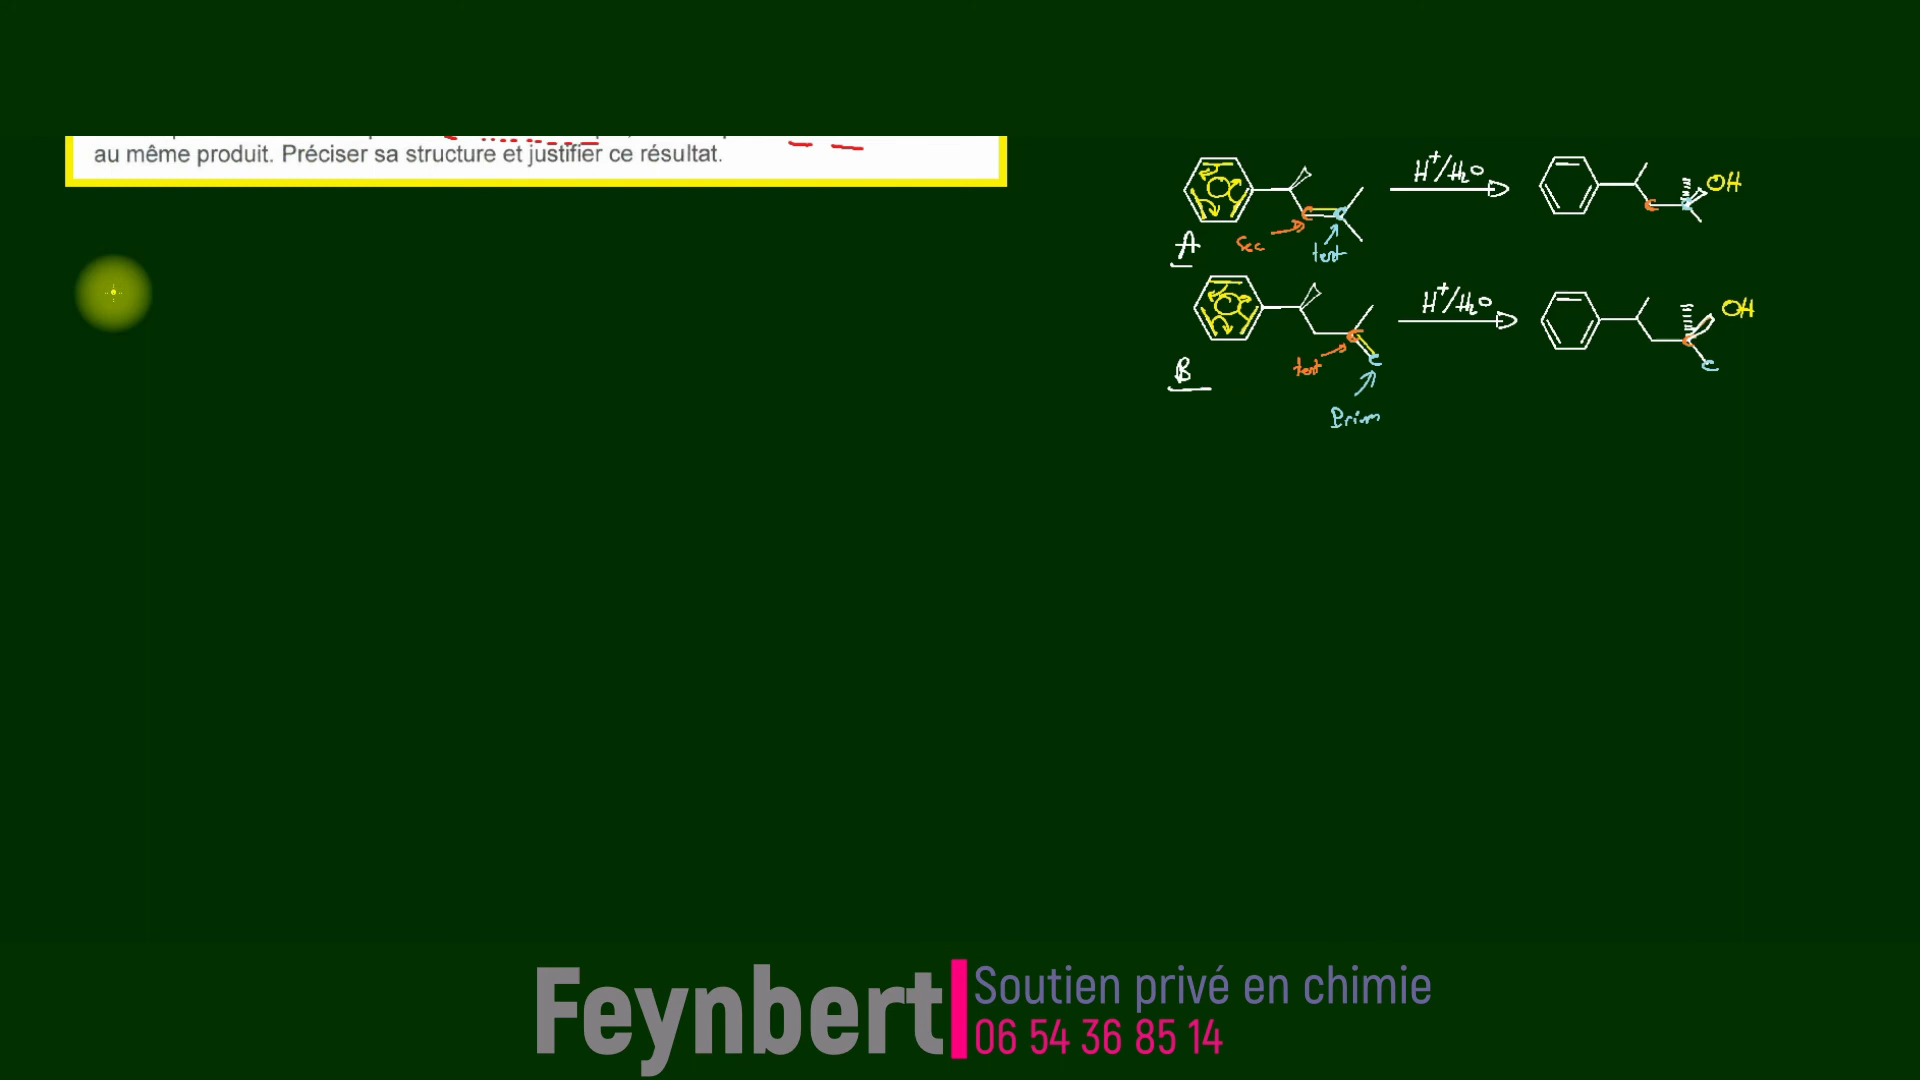 au même produit. Préciser sa structure et justifier ce résultat.
H⁺/H₂O
OH
C
C
C
C
Sec
tert
A
H⁺/H₂O
OH
C
C
C
C
tert
Prim
B
Feynbert
Soutien privé en chimie
06 54 36 85 14